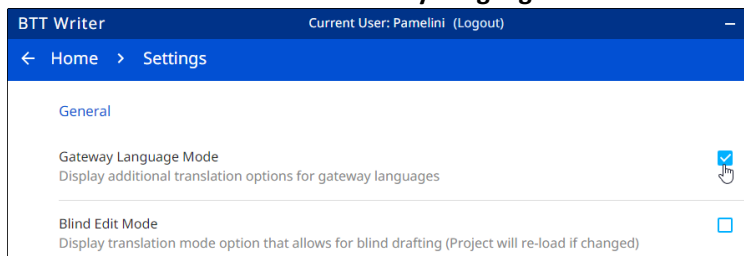 BTT Writer Current User: Pamelini (Logout) –
← Home > Settings
General
Gateway Language Mode
Display additional translation options for gateway languages
Blind Edit Mode
Display translation mode option that allows for blind drafting (Project will re-load if changed)